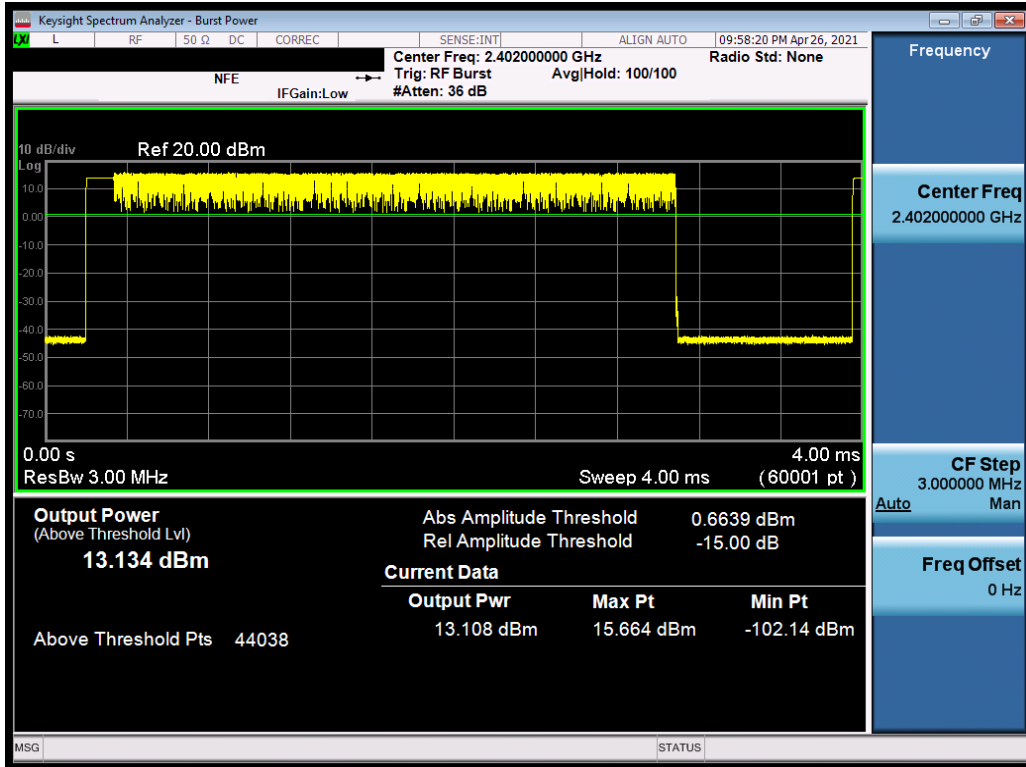 Keysight Spectrum Analyzer - Burst Power
LXI L RF 50 Ω DC CORREC SENSE:INT ALIGN AUTO 09:58:20 PM Apr 26, 2021
Center Freq: 2.402000000 GHz Radio Std: None
NFE Trig: RF Burst Avg|Hold: 100/100
IFGain:Low #Atten: 36 dB
Frequency
10 dB/div Ref 20.00 dBm
Log
10.0
0.00
-10.0
-20.0
-30.0
-40.0
-50.0
-60.0
-70.0
0.00 s 4.00 ms
ResBw 3.00 MHz Sweep 4.00 ms (60001 pt )
Output Power
(Above Threshold Lvl)
13.134 dBm
Above Threshold Pts 44038
Abs Amplitude Threshold 0.6639 dBm
Rel Amplitude Threshold -15.00 dB
Current Data
Output Pwr Max Pt Min Pt
13.108 dBm 15.664 dBm -102.14 dBm
Center Freq
2.402000000 GHz
CF Step
3.000000 MHz
Auto Man
Freq Offset
0 Hz
MSG STATUS